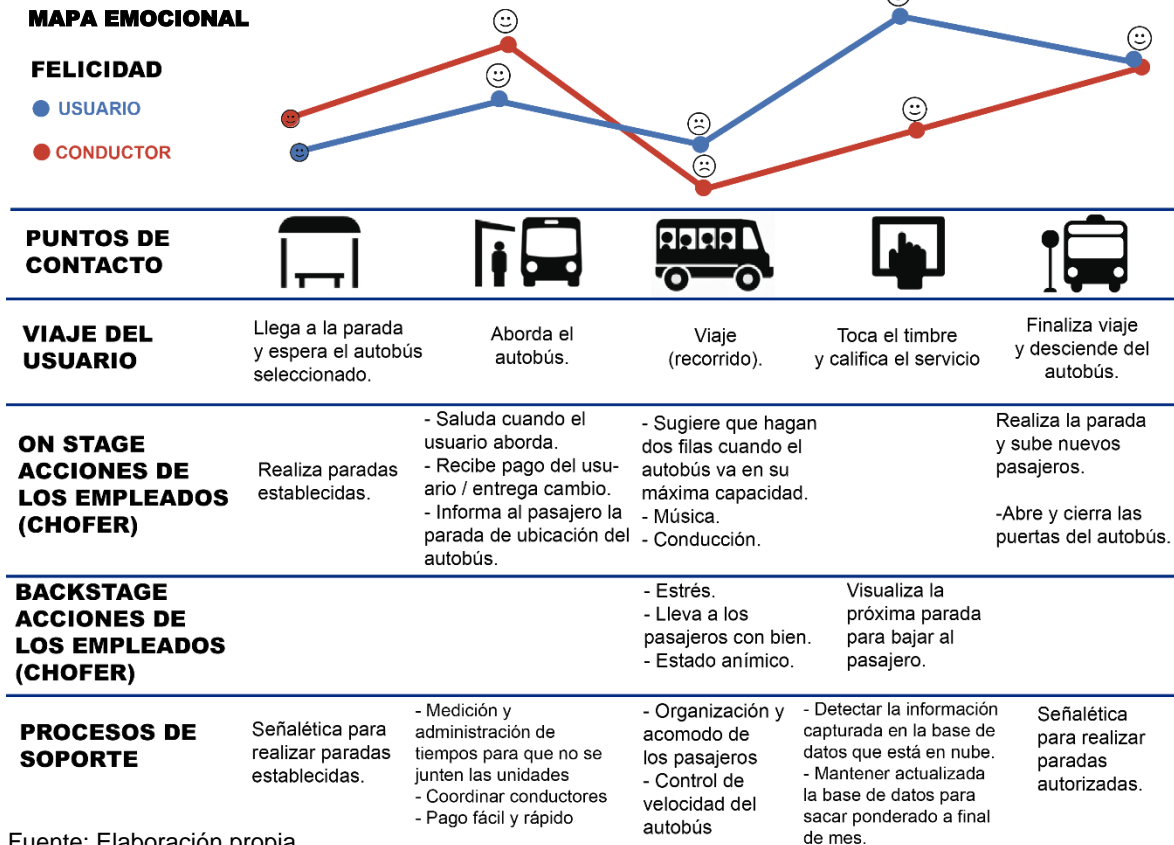 MAPA EMOCIONAL
FELICIDAD
USUARIO
CONDUCTOR
PUNTOS DE
CONTACTO
VIAJE DEL
USUARIO
Llega a la parada
y espera el autobús
seleccionado.
Aborda el
autobús.
Viaje
(recorrido).
Toca el timbre
y califica el servicio
Finaliza viaje
y desciende del
autobús.
ON STAGE
ACCIONES DE
LOS EMPLEADOS
(CHOFER)
Realiza paradas
establecidas.
- Saluda cuando el
usuario aborda.
- Recibe pago del usu-
ario / entrega cambio.
- Informa al pasajero la
parada de ubicación del
autobús.
- Sugiere que hagan
dos filas cuando el
autobús va en su
máxima capacidad.
- Música.
- Conducción.
Realiza la parada
y sube nuevos
pasajeros.
-Abre y cierra las
puertas del autobús.
BACKSTAGE
ACCIONES DE
LOS EMPLEADOS
(CHOFER)
- Estrés.
- Lleva a los
pasajeros con bien.
- Estado anímico.
Visualiza la
próxima parada
para bajar al
pasajero.
PROCESOS DE
SOPORTE
Señalética para
realizar paradas
establecidas.
- Medición y
administración de
tiempos para que no se
junten las unidades
- Coordinar conductores
- Pago fácil y rápido
- Organización y
acomodo de
los pasajeros
- Control de
velocidad del
autobús
- Detectar la información
capturada en la base de
datos que está en nube.
- Mantener actualizada
la base de datos para
sacar ponderado a final
de mes.
Señalética
para realizar
paradas
autorizadas.
Fuente: Elaboración propia